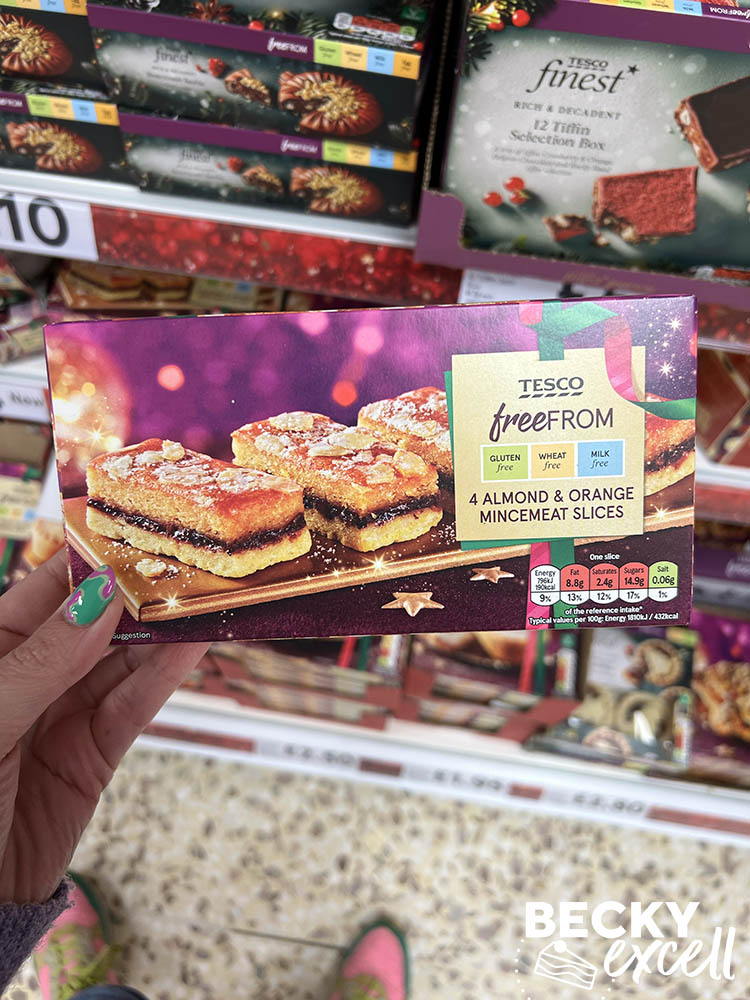 freeFROM
TESCO
finest*
RICH & DECADENT
12 Tiffin
Selection Box
10
TESCO
freeFROM
GLUTEN free
WHEAT free
MILK free
4 ALMOND & ORANGE
MINCEMEAT SLICES
One slice
Energy 796kJ 190kcal 9%
Fat 8.8g 13%
Saturates 2.4g 12%
Sugars 14.9g 17%
Salt 0.06g 1%
of the reference intake*
Typical values per 100g: Energy 1810kJ / 432kcal
Suggestion
BECKY
excell